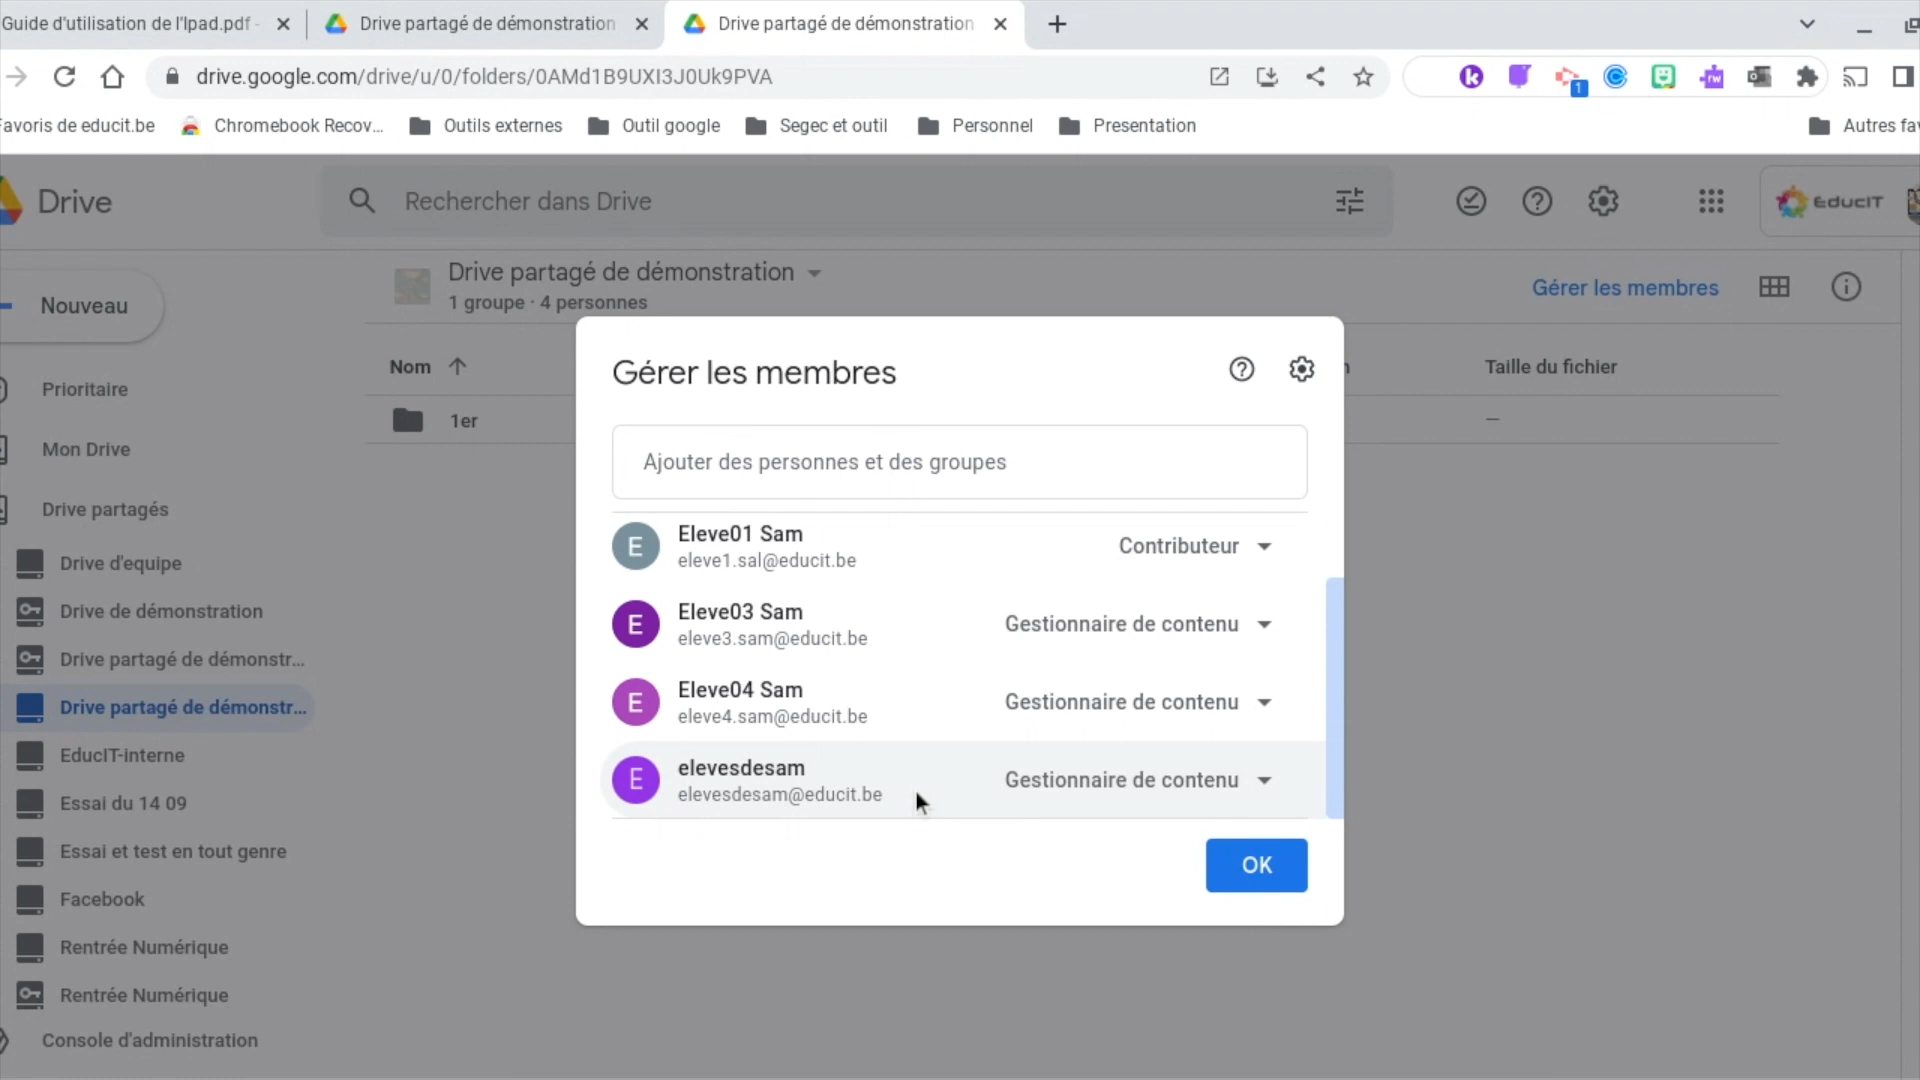 Guide d'utilisation de l'Ipad.pdf -
Drive partagé de démonstration
Drive partagé de démonstration
drive.google.com/drive/u/0/folders/0AMd1B9UXI3J0Uk9PVA
rw
1
Favoris de educit.be
Chromebook Recov...
Outils externes
Outil google
Segec et outil
Personnel
Presentation
Autres fav
Drive
Rechercher dans Drive
EDUCIT
Nouveau
Drive partagé de démonstration
1 groupe · 4 personnes
Gérer les membres
Nom
n
Taille du fichier
1er
—
Prioritaire
Mon Drive
Drive partagés
Drive d'equipe
Drive de démonstration
Drive partagé de démonstr...
Drive partagé de démonstr...
EducIT-interne
Essai du 14 09
Essai et test en tout genre
Facebook
Rentrée Numérique
Rentrée Numérique
Console d'administration
Gérer les membres
Ajouter des personnes et des groupes
E
Eleve01 Sam
eleve1.sal@educit.be
Contributeur
E
Eleve03 Sam
eleve3.sam@educit.be
Gestionnaire de contenu
E
Eleve04 Sam
eleve4.sam@educit.be
Gestionnaire de contenu
E
elevesdesam
elevesdesam@educit.be
Gestionnaire de contenu
OK